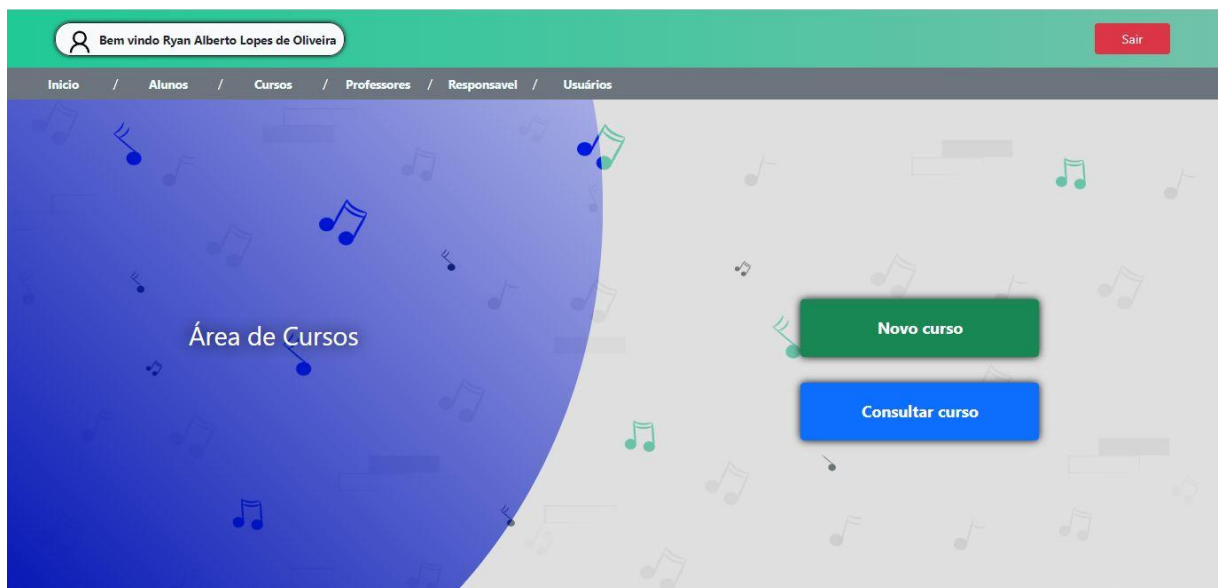 Bem vindo Ryan Alberto Lopes de Oliveira
Sair
Inicio / Alunos / Cursos / Professores / Responsavel / Usuários
Área de Cursos
Novo curso
Consultar curso